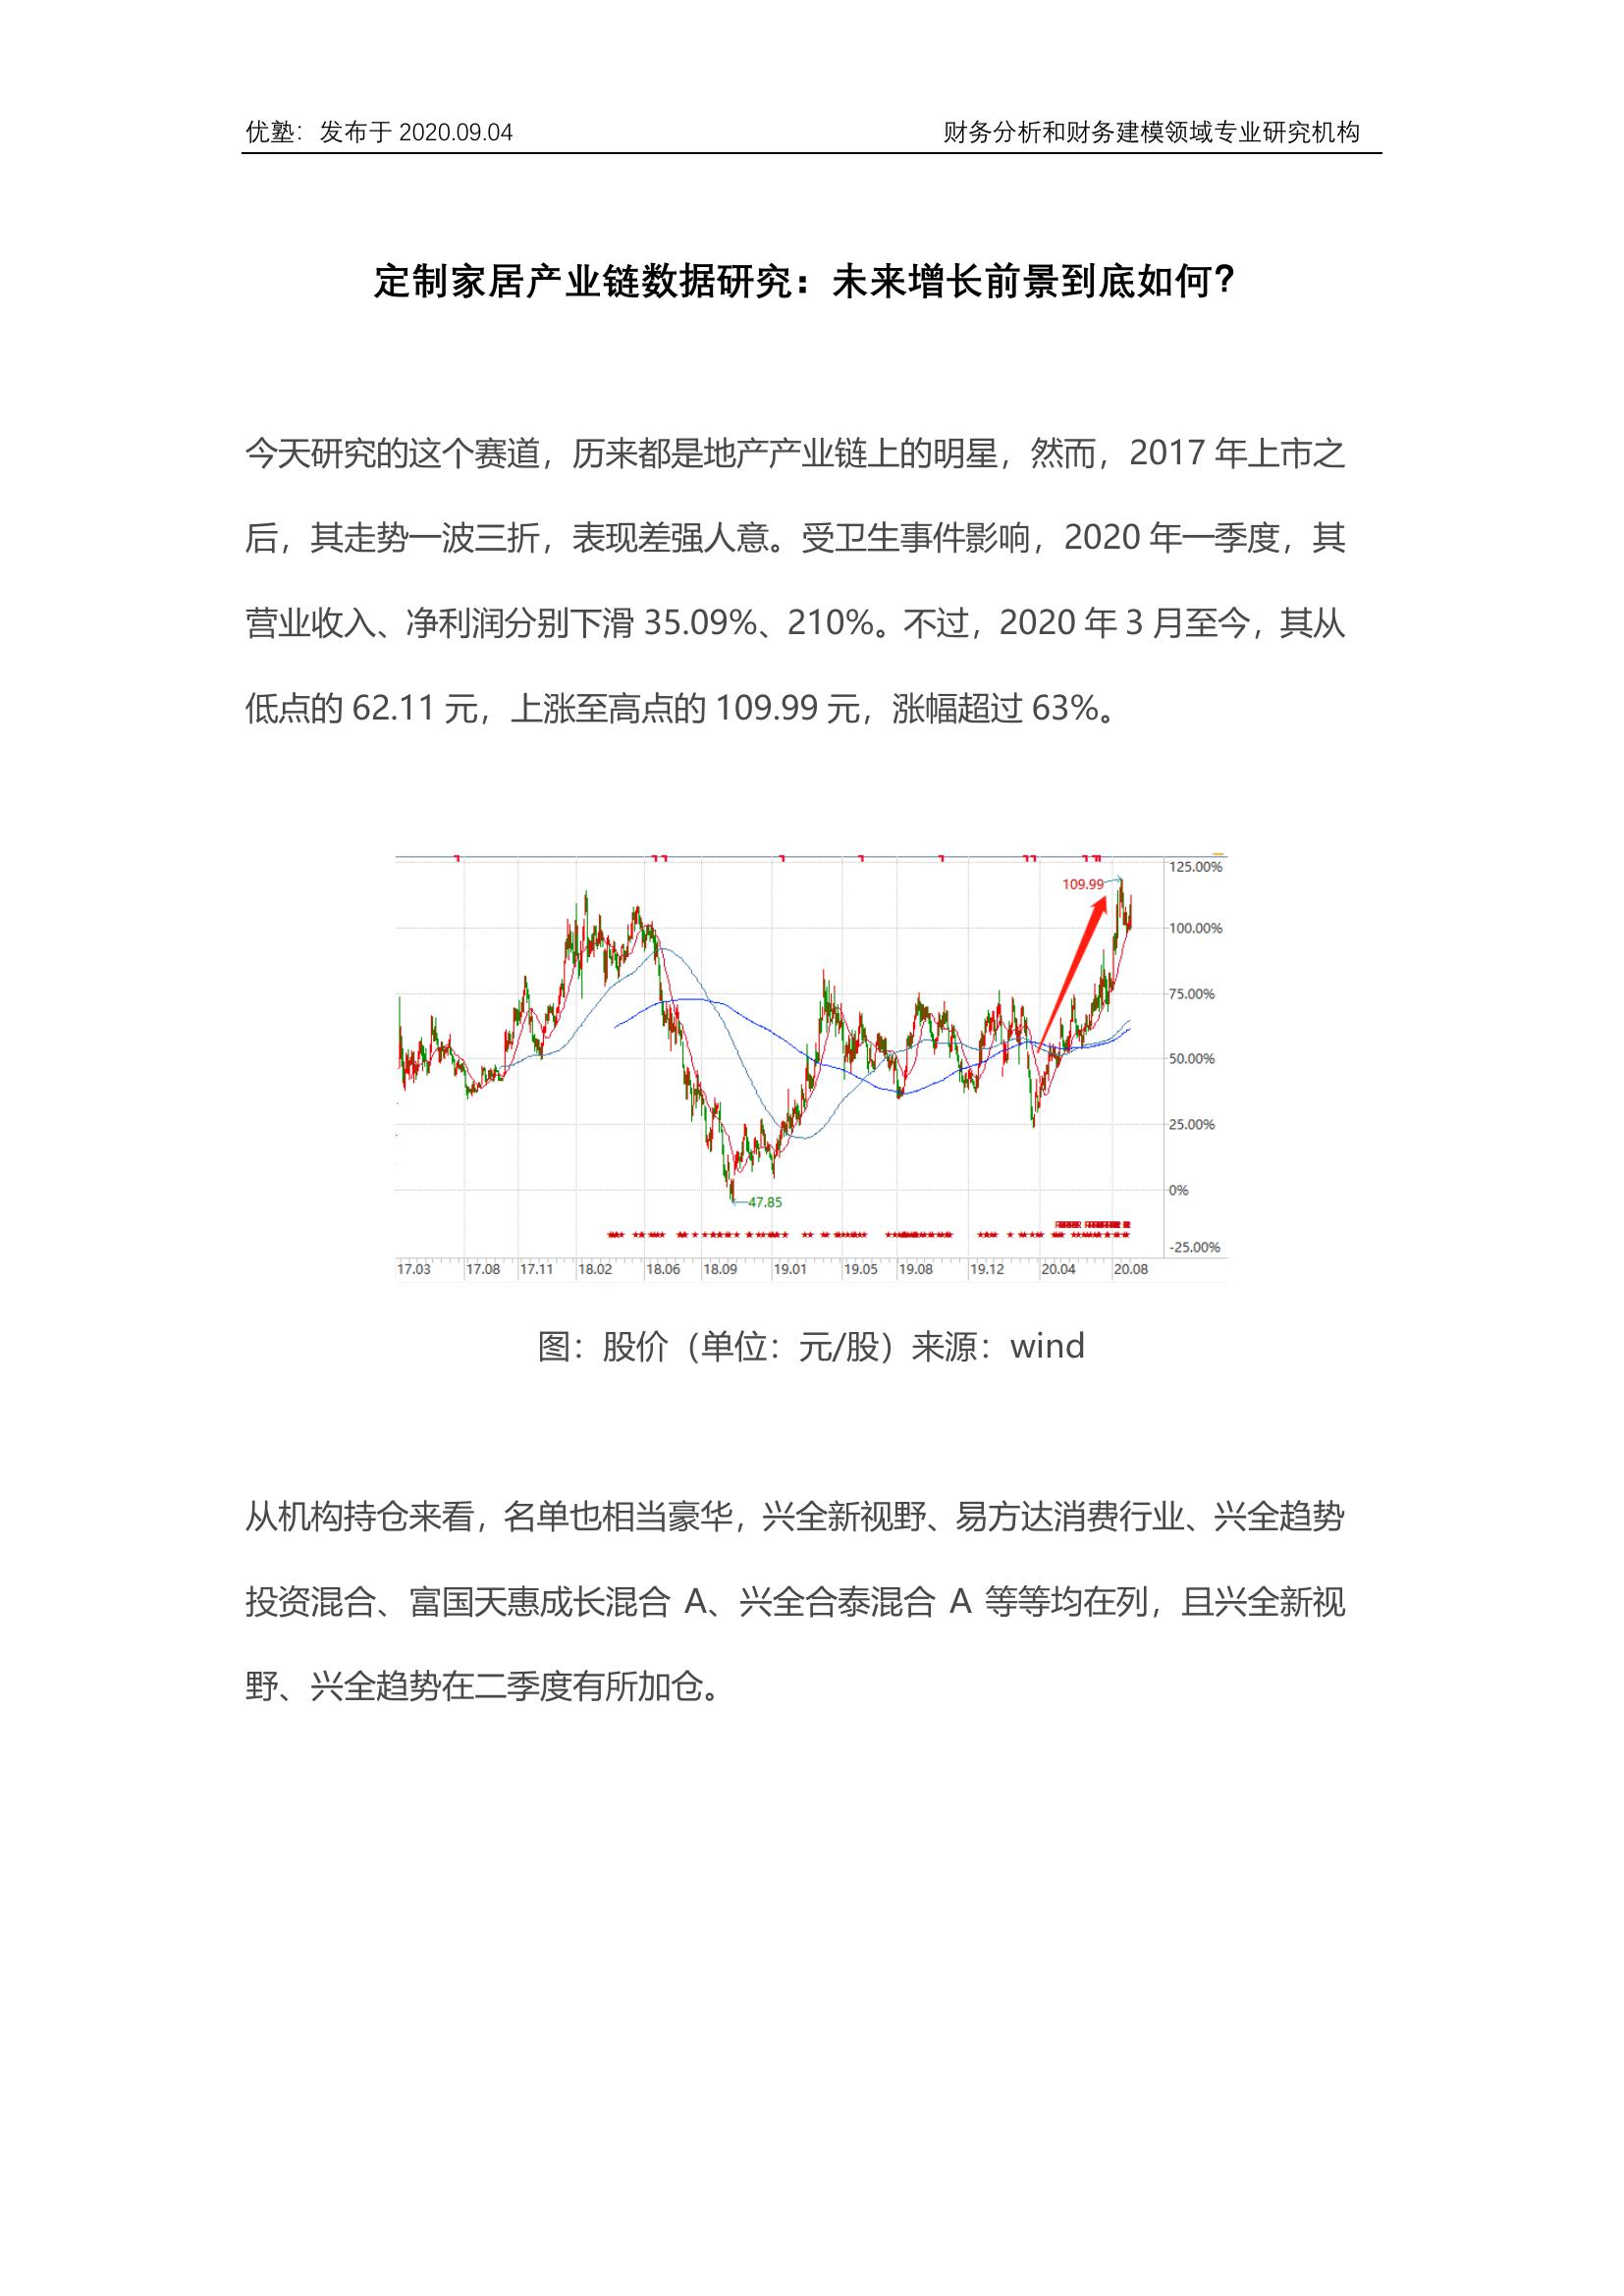 优塾：发布于 2020.09.04 财务分析和财务建模领域专业研究机构
定制家居产业链数据研究：未来增长前景到底如何？
今天研究的这个赛道，历来都是地产产业链上的明星，然而，2017 年上市之
后，其走势一波三折，表现差强人意。受卫生事件影响，2020 年一季度，其
营业收入、净利润分别下滑 35.09%、210%。不过，2020 年 3 月至今，其从
低点的 62.11 元，上涨至高点的 109.99 元，涨幅超过 63%。
125.00%
109.99
100.00%
75.00%
50.00%
25.00%
0%
47.85
-25.00%
17.03 17.08 17.11 18.02 18.06 18.09 19.01 19.05 19.08 19.12 20.04 20.08
图：股价（单位：元/股）来源：wind
从机构持仓来看，名单也相当豪华，兴全新视野、易方达消费行业、兴全趋势
投资混合、富国天惠成长混合 A、兴全合泰混合 A 等等均在列，且兴全新视
野、兴全趋势在二季度有所加仓。